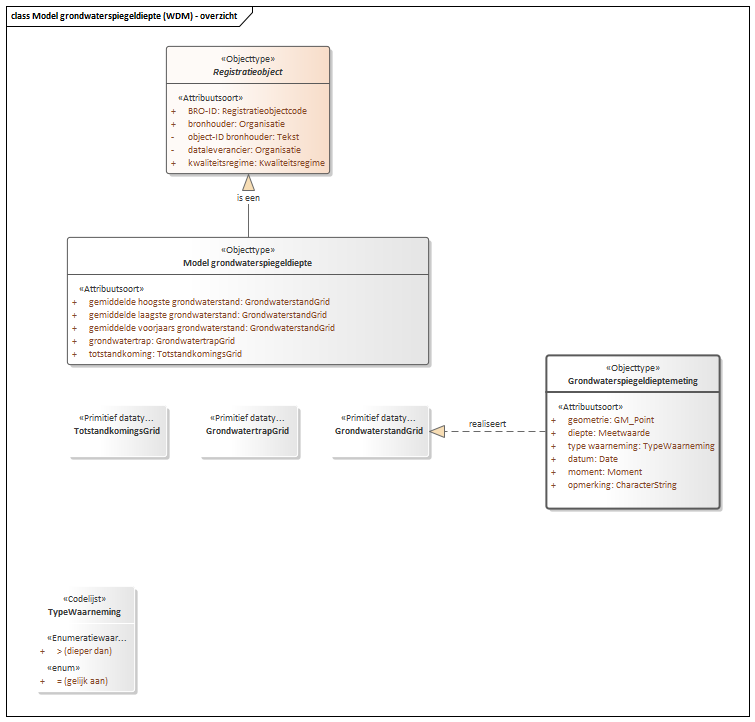 class Model grondwaterspiegeldiepte (WDM) - overzicht
«Objecttype»
Registratieobject
«Attribuutsoort»
+ BRO-ID: Registratieobjectcode
+ bronhouder: Organisatie
- object-ID bronhouder: Tekst
- dataleverancier: Organisatie
+ kwaliteitsregime: Kwaliteitsregime
is een
«Objecttype»
Model grondwaterspiegeldiepte
«Attribuutsoort»
+ gemiddelde hoogste grondwaterstand: GrondwaterstandGrid
+ gemiddelde laagste grondwaterstand: GrondwaterstandGrid
+ gemiddelde voorjaars grondwaterstand: GrondwaterstandGrid
+ grondwatertrap: GrondwatertrapGrid
+ totstandkoming: TotstandkomingsGrid
«Primitief dataty...
TotstandkomingsGrid
«Primitief dataty...
GrondwatertrapGrid
«Primitief dataty...
GrondwaterstandGrid
realiseert
«Objecttype»
Grondwaterspiegeldieptemeting
«Attribuutsoort»
+ geometrie: GM_Point
+ diepte: Meetwaarde
+ type waarneming: TypeWaarneming
+ datum: Date
+ moment: Moment
+ opmerking: CharacterString
«Codelijst»
TypeWaarneming
«Enumeratiewaar...
+ > (dieper dan)
«enum»
+ = (gelijk aan)